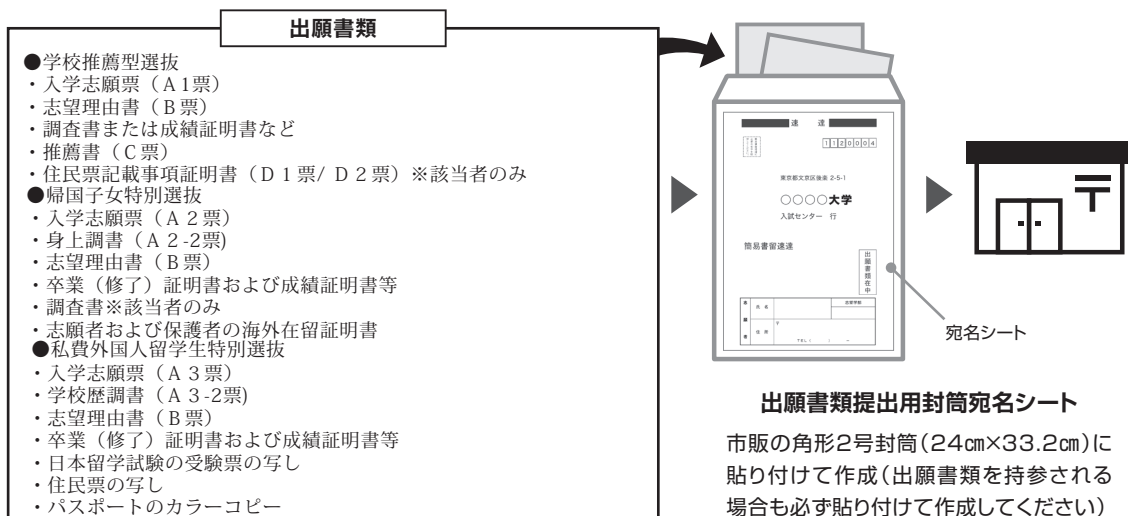 出願書類
●学校推薦型選抜
・入学志願票（Ａ1票）
・志望理由書（Ｂ票）
・調査書または成績証明書など
・推薦書（Ｃ票）
・住民票記載事項証明書（Ｄ１票/Ｄ２票）※該当者のみ
●帰国子女特別選抜
・入学志願票（Ａ２票）
・身上調書（Ａ２-2票)
・志望理由書（Ｂ票）
・卒業（修了）証明書および成績証明書等
・調査書※該当者のみ
・志願者および保護者の海外在留証明書
●私費外国人留学生特別選抜
・入学志願票（Ａ３票）
・学校歴調書（Ａ３-2票)
・志望理由書（Ｂ票）
・卒業（修了）証明書および成績証明書等
・日本留学試験の受験票の写し
・住民票の写し
・パスポートのカラーコピー
速 達
1120004
東京都文京区後楽 2-5-1
○○○○大学
入試センター 行
簡易書留速達
出願書類在中
志願者
氏 名
志望学部
住 所
〒
TEL ( ) −
〒
宛名シート
出願書類提出用封筒宛名シート
市販の角形2号封筒（24㎝×33.2㎝）に
貼り付けて作成（出願書類を持参される
場合も必ず貼り付けて作成してください）